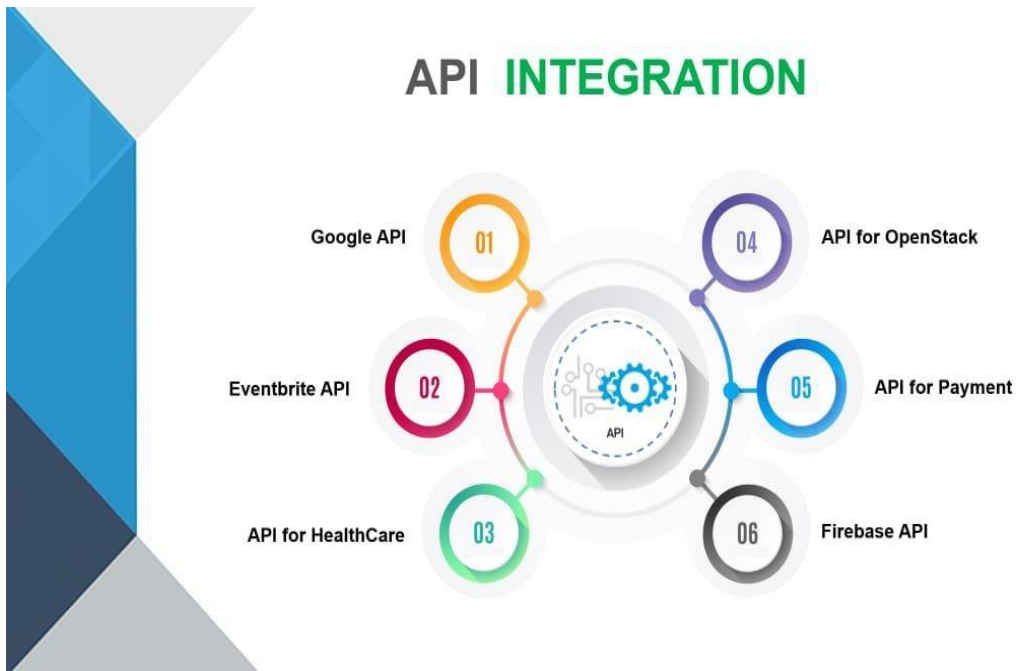 API INTEGRATION
Google API
01
Eventbrite API
02
API for HealthCare
03
API
04
API for OpenStack
05
API for Payment
06
Firebase API